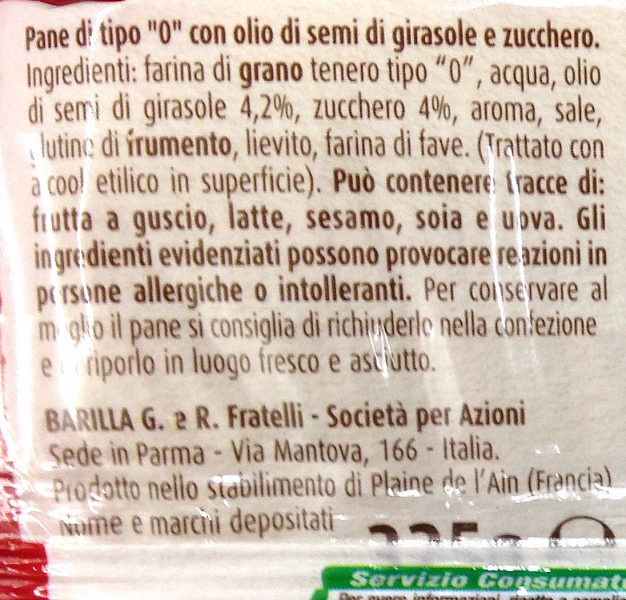 Pane di tipo "0" con olio di semi di girasole e zucchero.
Ingredienti: farina di grano tenero tipo "0", acqua, olio
di semi di girasole 4,2%, zucchero 4%, aroma, sale,
glutine di frumento, lievito, farina di fave. (Trattato con
alcool etilico in superficie). Può contenere tracce di:
frutta a guscio, latte, sesamo, soia e uova. Gli
ingredienti evidenziati possono provocare reazioni in
persone allergiche o intolleranti. Per conservare al
meglio il pane si consiglia di richiuderlo nella confezione
e riporlo in luogo fresco e asciutto.
BARILLA G. e R. Fratelli - Società per Azioni
Sede in Parma - Via Mantova, 166 - Italia.
Prodotto nello stabilimento di Plaine de l'Ain (Francia)
Nome e marchi depositati
Servizio Consumat